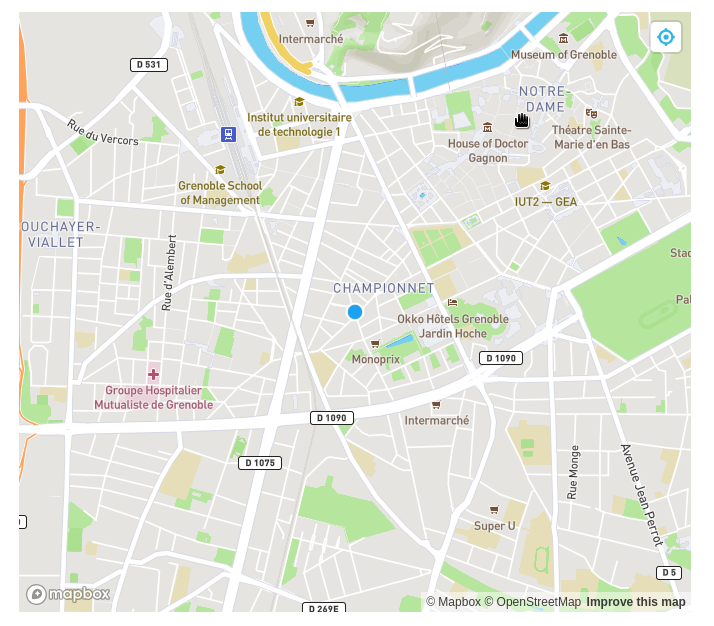 Intermarché
Museum of Grenoble
D 531
NOTRE-
DAME
Institut universitaire
de technologie 1
Rue du Vercors
House of Doctor
Gagnon
Théatre Sainte-
Marie d'en Bas
Grenoble School
of Management
IUT2 — GEA
OUCHAYER-
VIALLET
Rue d'Alembert
Stad
CHAMPIONNET
Pal
Okko Hôtels Grenoble
Jardin Hoche
Monoprix
D 1090
Groupe Hospitalier
Mutualiste de Grenoble
D 1090
Intermarché
D 1075
Rue Monge
Avenue Jean Perrot
Super U
D 5
mapbox
D 269E
© Mapbox © OpenStreetMap Improve this map